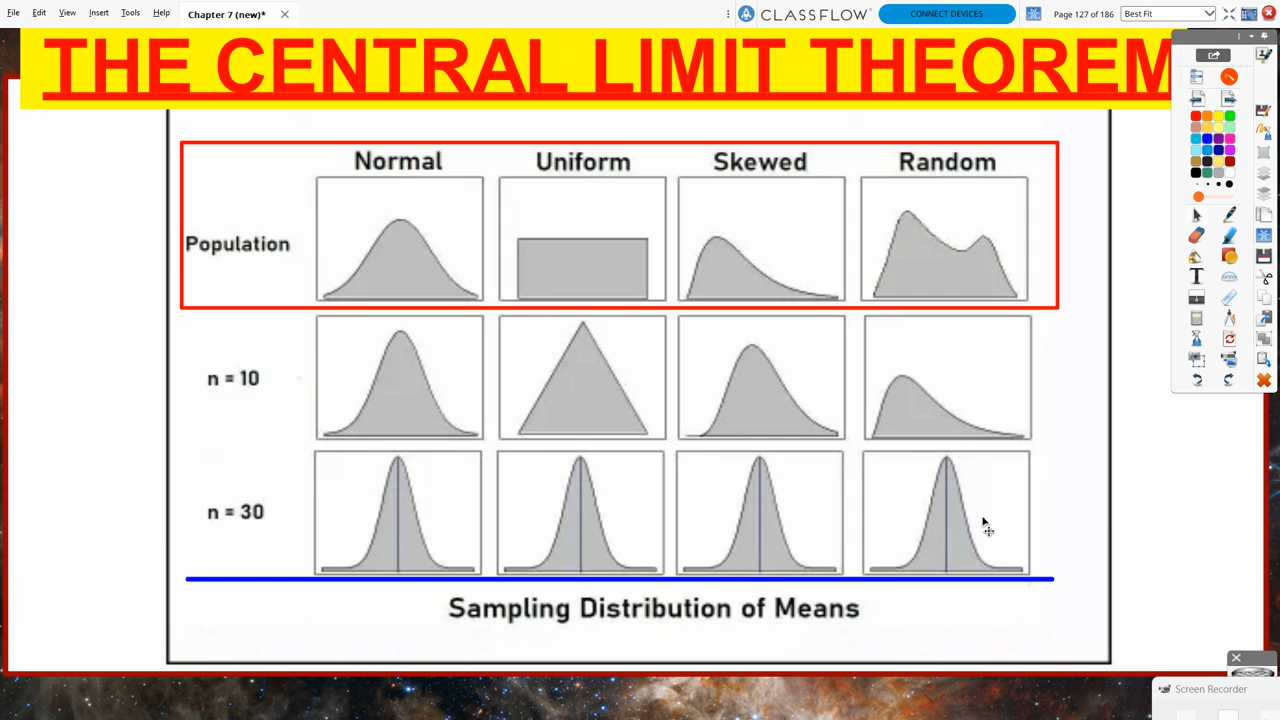 File Edit View Insert Tools Help Chapter 7 (new)* CLASSFLOW CONNECT DEVICES Page 127 of 186 Best Fit
THE CENTRAL LIMIT THEOREM
Normal Uniform Skewed Random
Population
n = 10
n = 30
Sampling Distribution of Means
T
Screen Recorder